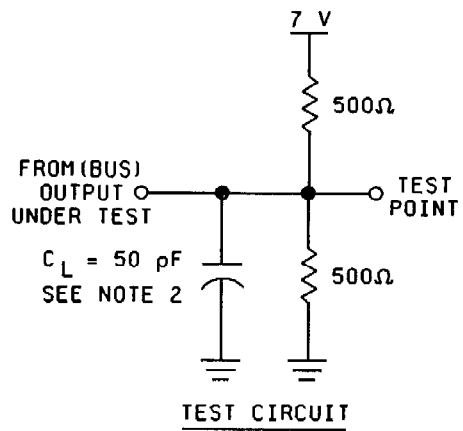 7 V
500Ω
FROM(BUS)
OUTPUT
UNDER TEST
TEST
POINT
C_L = 50 pF
SEE NOTE 2
500Ω
TEST CIRCUIT